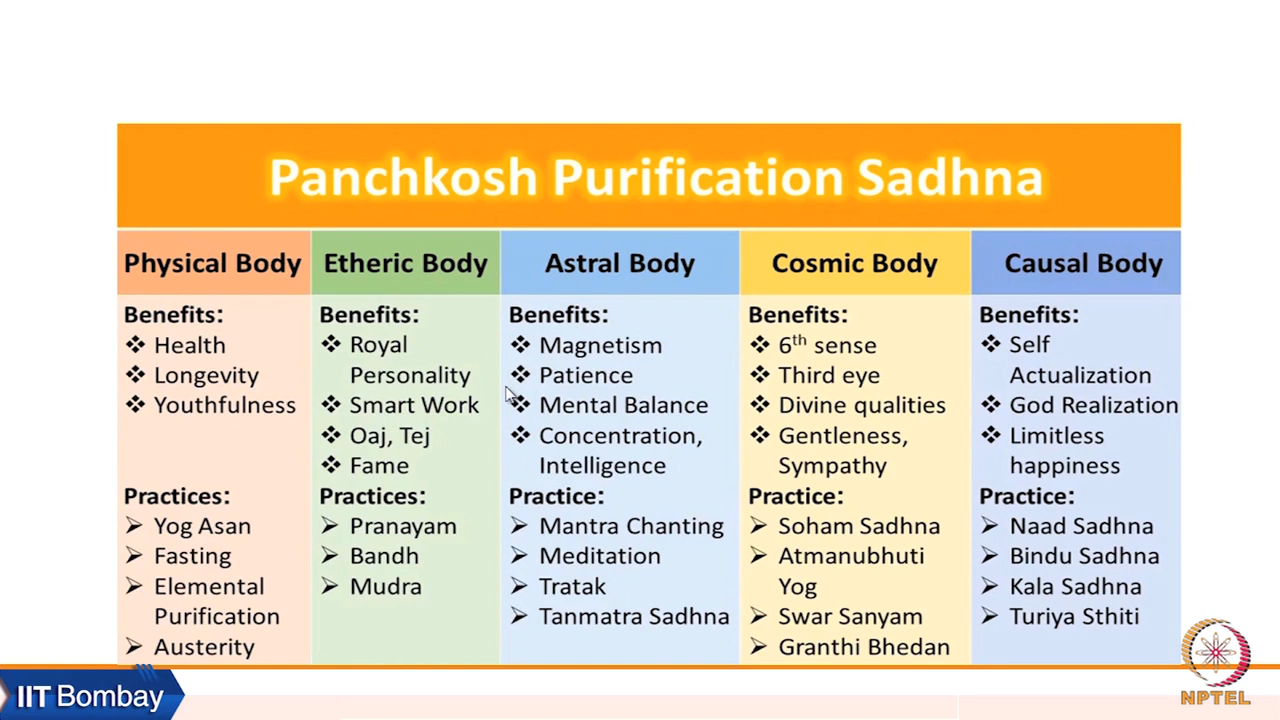 Panchkosh Purification Sadhna
Physical Body
Benefits:
❖ Health
❖ Longevity
❖ Youthfulness
Practices:
➢ Yog Asan
➢ Fasting
➢ Elemental
Purification
➢ Austerity
Etheric Body
Benefits:
❖ Royal
Personality
❖ Smart Work
❖ Oaj, Tej
❖ Fame
Practices:
➢ Pranayam
➢ Bandh
➢ Mudra
Astral Body
Benefits:
❖ Magnetism
❖ Patience
❖ Mental Balance
❖ Concentration,
Intelligence
Practice:
➢ Mantra Chanting
➢ Meditation
➢ Tratak
➢ Tanmatra Sadhna
Cosmic Body
Benefits:
❖ 6th sense
❖ Third eye
❖ Divine qualities
❖ Gentleness,
Sympathy
Practice:
➢ Soham Sadhna
➢ Atmanubhuti
Yog
➢ Swar Sanyam
➢ Granthi Bhedan
Causal Body
Benefits:
❖ Self
Actualization
❖ God Realization
❖ Limitless
happiness
Practice:
➢ Naad Sadhna
➢ Bindu Sadhna
➢ Kala Sadhna
➢ Turiya Sthiti
IIT Bombay
NPTEL